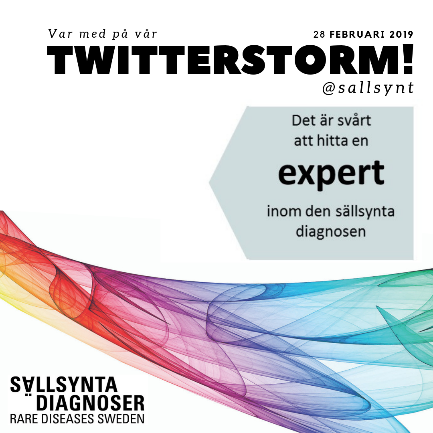 Var med på vår
28 FEBRUARI 2019
TWITTERSTORM!
@sallsynt
Det är svårt
att hitta en
expert
inom den sällsynta
diagnosen
SÄLLSYNTA
DIAGNOSER
RARE DISEASES SWEDEN